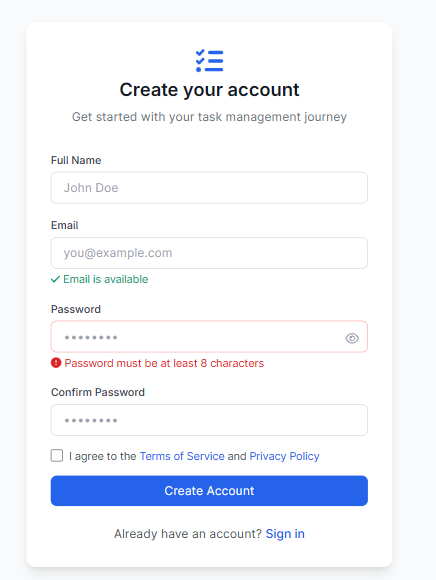 Create your account
Get started with your task management journey
Full Name
John Doe
Email
you@example.com
Email is available
Password
••••••••
Password must be at least 8 characters
Confirm Password
••••••••
I agree to the Terms of Service and Privacy Policy
Create Account
Already have an account? Sign in